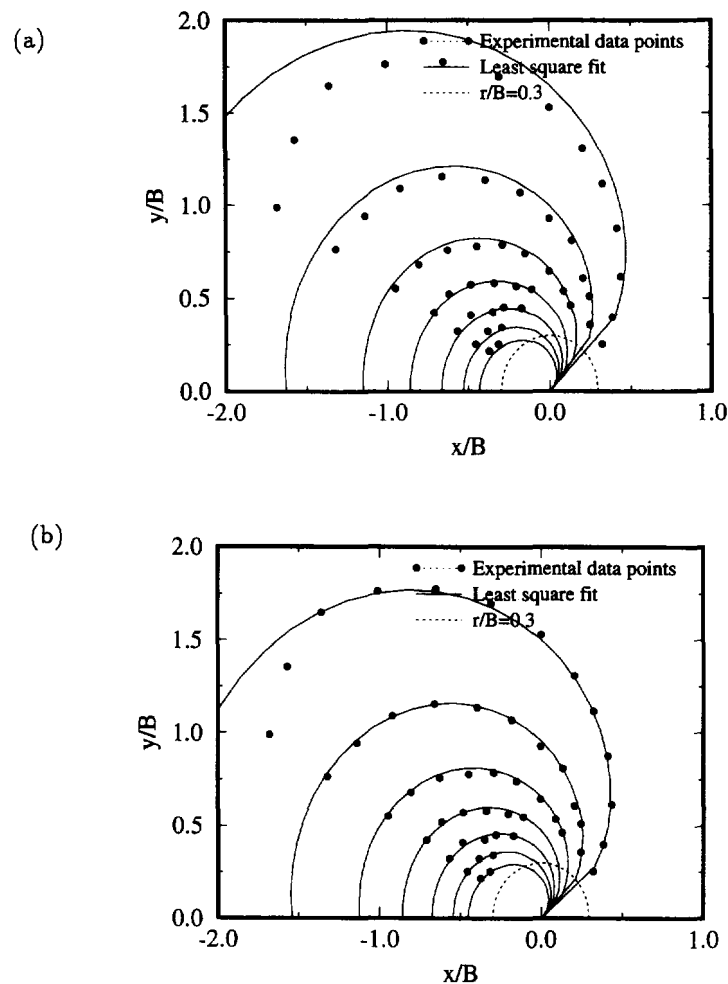 (a)
2.0
1.5
1.0
0.5
0.0
y/B
Experimental data points
Least square fit
r/B=0.3
-2.0
-1.0
0.0
1.0
x/B
(b)
2.0
1.5
1.0
0.5
0.0
y/B
Experimental data points
Least square fit
r/B=0.3
-2.0
-1.0
0.0
1.0
x/B